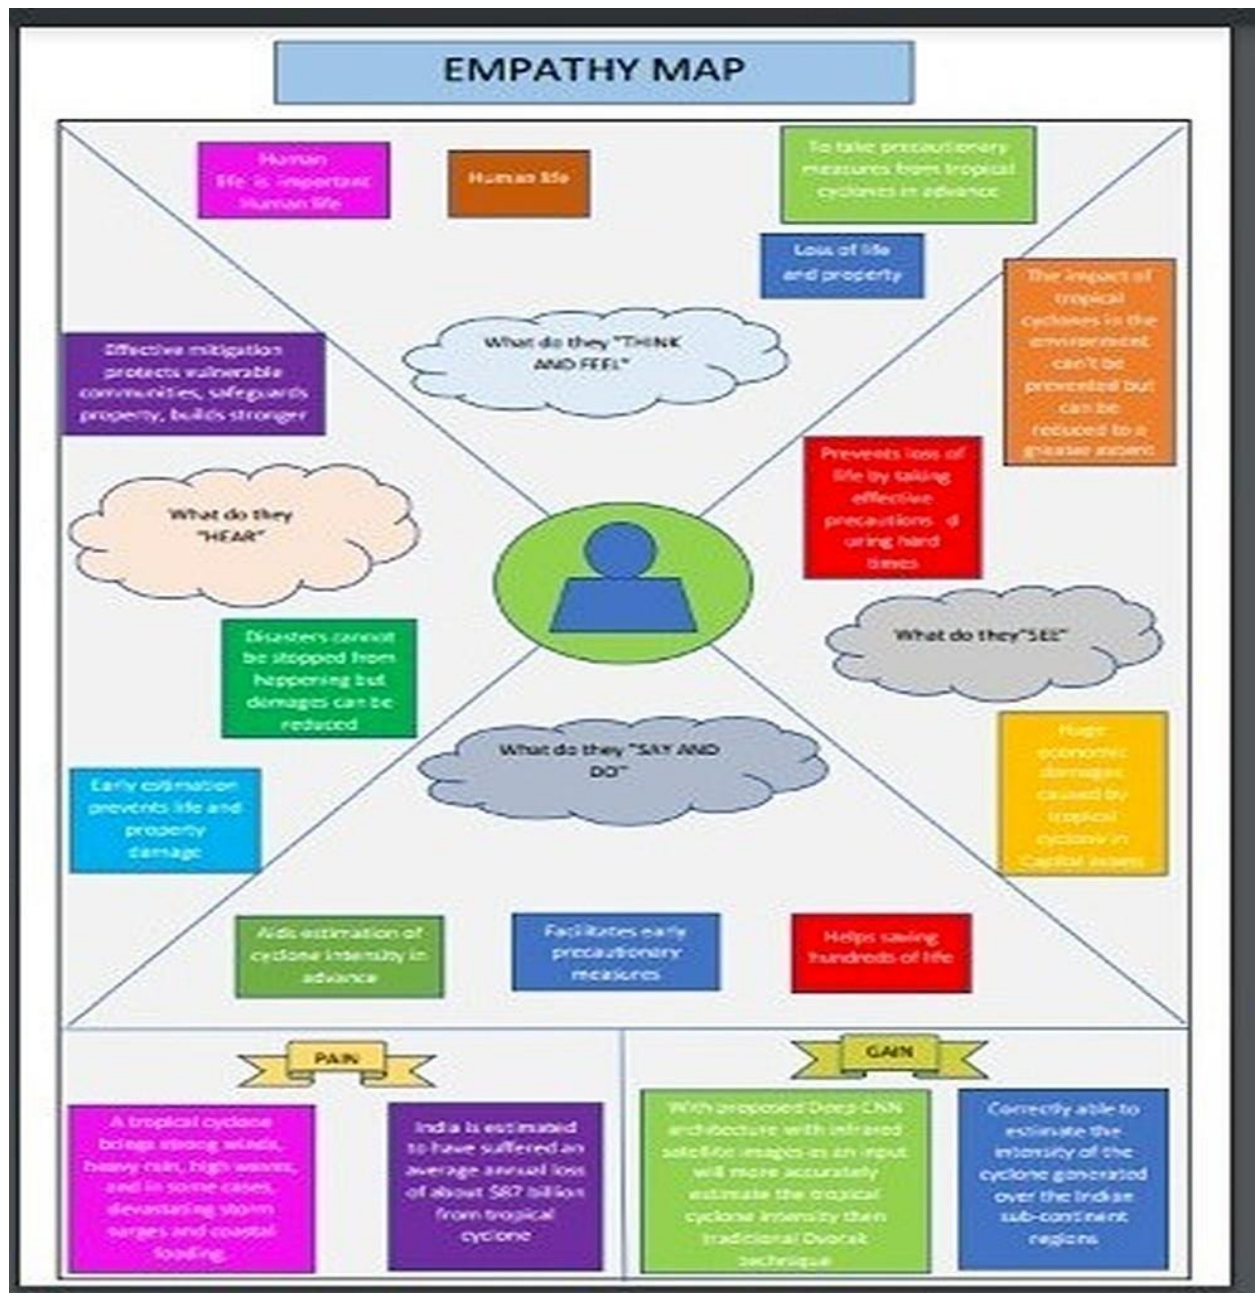 EMPATHY MAP
Human
life is important
Human life
Human life
To take precautionary
measures from tropical
cyclones in advance
Loss of life
and property
What do they "THINK
AND FEEL"
The impact of
tropical
cyclones in the
environment
can't be
prevented but
can be
reduced to a
greater
Effective mitigation
protects vulnerable
communities, safeguards
property, builds stronger
What do they
"HEAR"
Prevents loss of
life by taking
effective
precautions d
uring hard
times
What do they"SEE"
Disasters cannot
be stopped from
happening but
damages can be
reduced
What do they "SAY AND
DO"
Early estimation
prevents life and
property
damage
Huge
economic
damages
caused by
tropical
cyclone in
Capital assets
Aids estimation of
cyclone intensity in
advance
Facilitates early
precautionary
measures
Helps saving
hundreds of life
PAIN
A tropical cyclone
brings strong winds,
heavy rain, high waves,
and in some cases,
devastating storm
surges and coastal
India is estimated
to have suffered an
average annual loss
of about $87 billion
from tropical
cyclone
GAIN
With proposed Deep CNN
architecture with infrared
satellite images as an input
will more accurately
estimate the tropical
cyclone intensity then
traditional Dvorak
technique
Correctly able to
estimate the
intensity of the
cyclone generated
over the Indian
sub-continent
regions